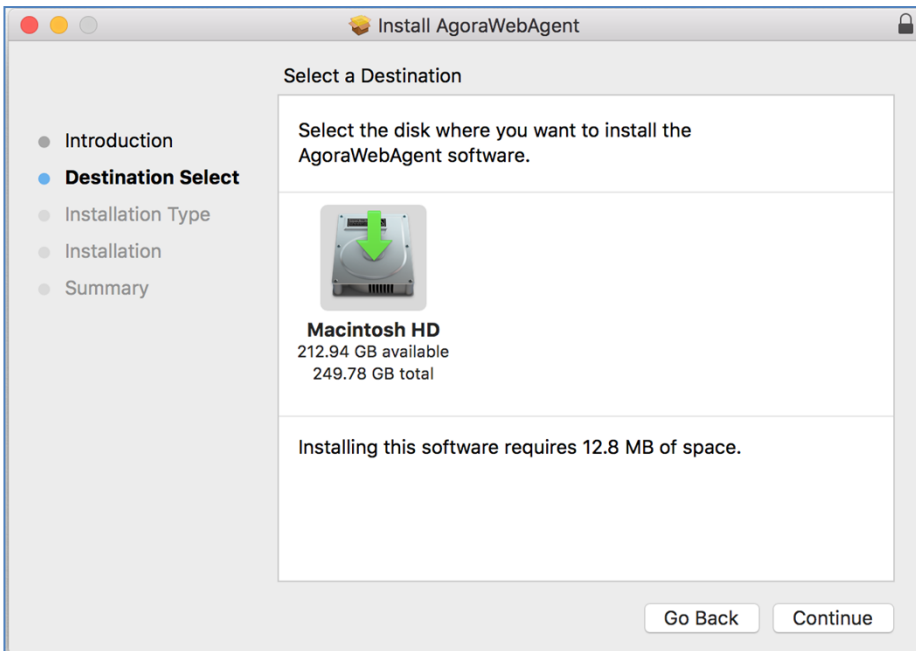 Install AgoraWebAgent
Select a Destination
Introduction
Destination Select
Installation Type
Installation
Summary
Select the disk where you want to install the
AgoraWebAgent software.
Macintosh HD
212.94 GB available
249.78 GB total
Installing this software requires 12.8 MB of space.
Go Back
Continue